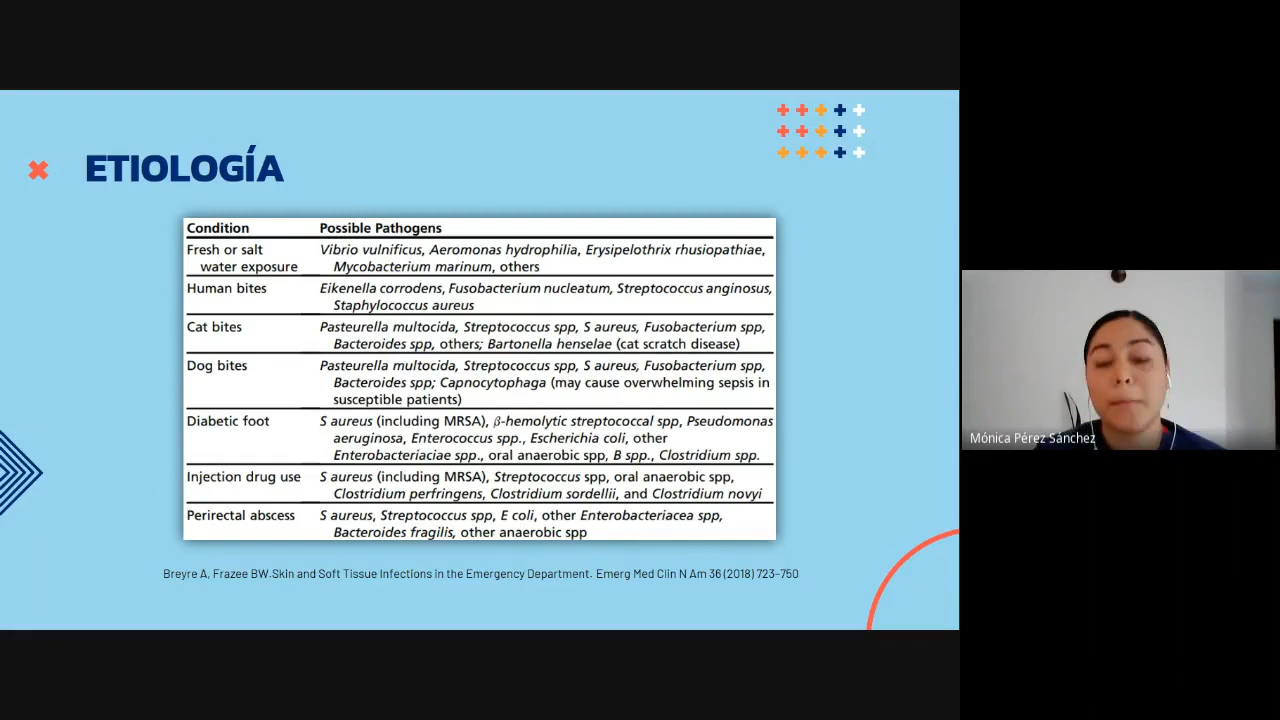 ETIOLOGÍA
Condition Possible Pathogens
Fresh or salt water exposure Vibrio vulnificus, Aeromonas hydrophilia, Erysipelothrix rhusiopathiae,
Mycobacterium marinum, others
Human bites Eikenella corrodens, Fusobacterium nucleatum, Streptococcus anginosus,
Staphylococcus aureus
Cat bites Pasteurella multocida, Streptococcus spp, S aureus, Fusobacterium spp,
Bacteroides spp, others; Bartonella henselae (cat scratch disease)
Dog bites Pasteurella multocida, Streptococcus spp, S aureus, Fusobacterium spp,
Bacteroides spp; Capnocytophaga (may cause overwhelming sepsis in
susceptible patients)
Diabetic foot S aureus (including MRSA), β-hemolytic streptococcal spp, Pseudomonas
aeruginosa, Enterococcus spp., Escherichia coli, other
Enterobacteriaciae spp., oral anaerobic spp, B spp., Clostridium spp.
Injection drug use S aureus (including MRSA), Streptococcus spp, oral anaerobic spp,
Clostridium perfringens, Clostridium sordellii, and Clostridium novyi
Perirectal abscess S aureus, Streptococcus spp, E coli, other Enterobacteriacea spp,
Bacteroides fragilis, other anaerobic spp
Breyre A, Frazee BW.Skin and Soft Tissue Infections in the Emergency Department. Emerg Med Clin N Am 36 (2018) 723–750
Mónica Pérez Sánchez